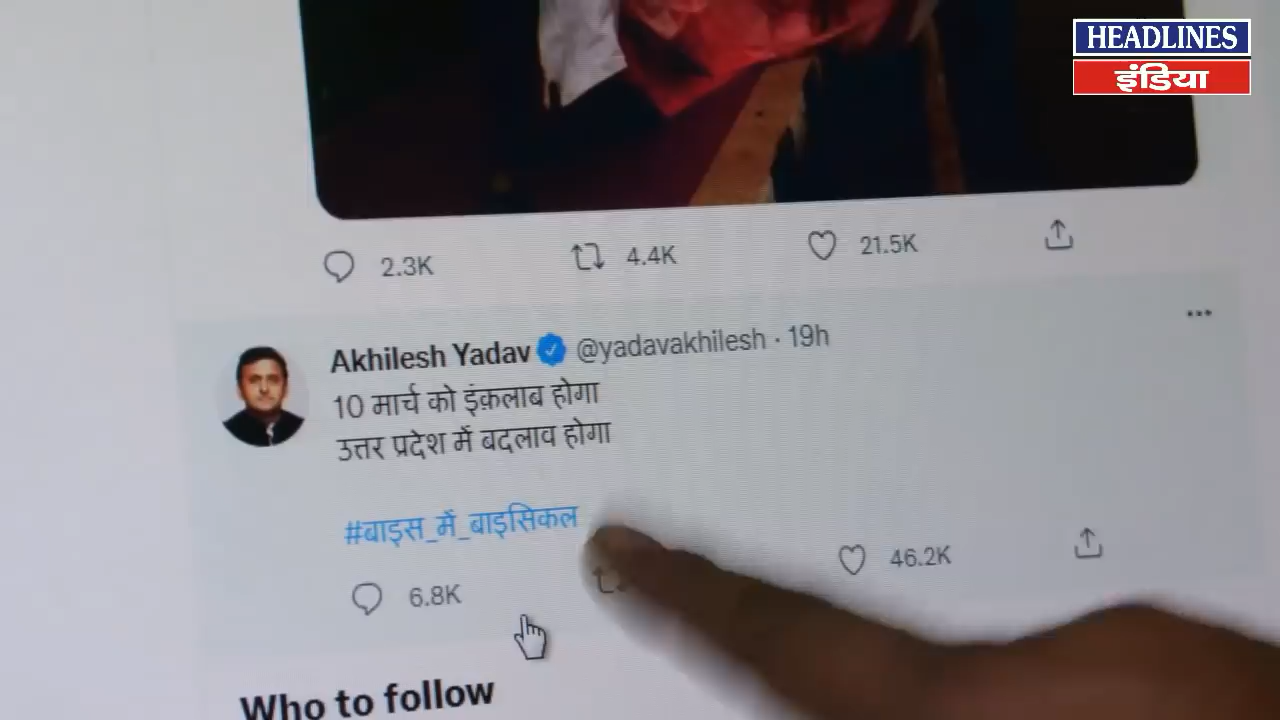 HEADLINES
इंडिया
2.3K 4.4K 21.5K
Akhilesh Yadav @yadavakhilesh · 19h
10 मार्च को इंक़लाब होगा
उत्तर प्रदेश में बदलाव होगा
#बाइस_में_बाइसिकल
6.8K 46.2K
Who to follow